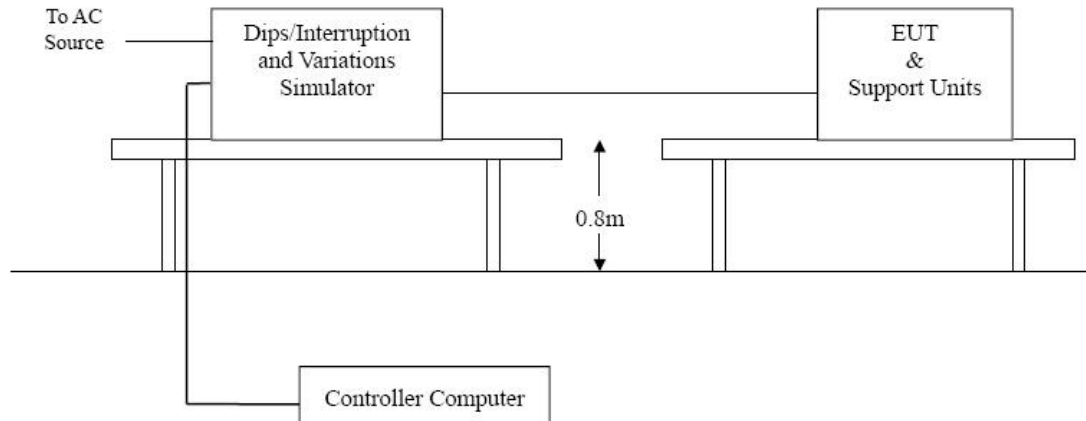 To AC
Source
Dips/Interruption
and Variations
Simulator
EUT
&
Support Units
0.8m
Controller Computer